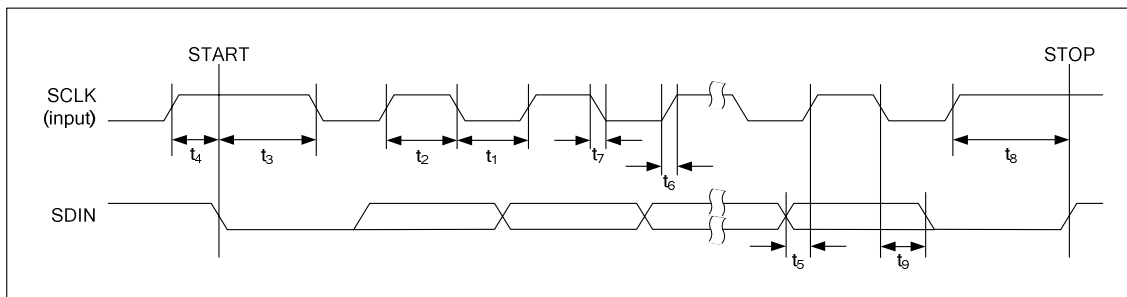 START
STOP
SCLK
(input)
t4
t3
t2
t1
t7
t6
t8
SDIN
t5
t9